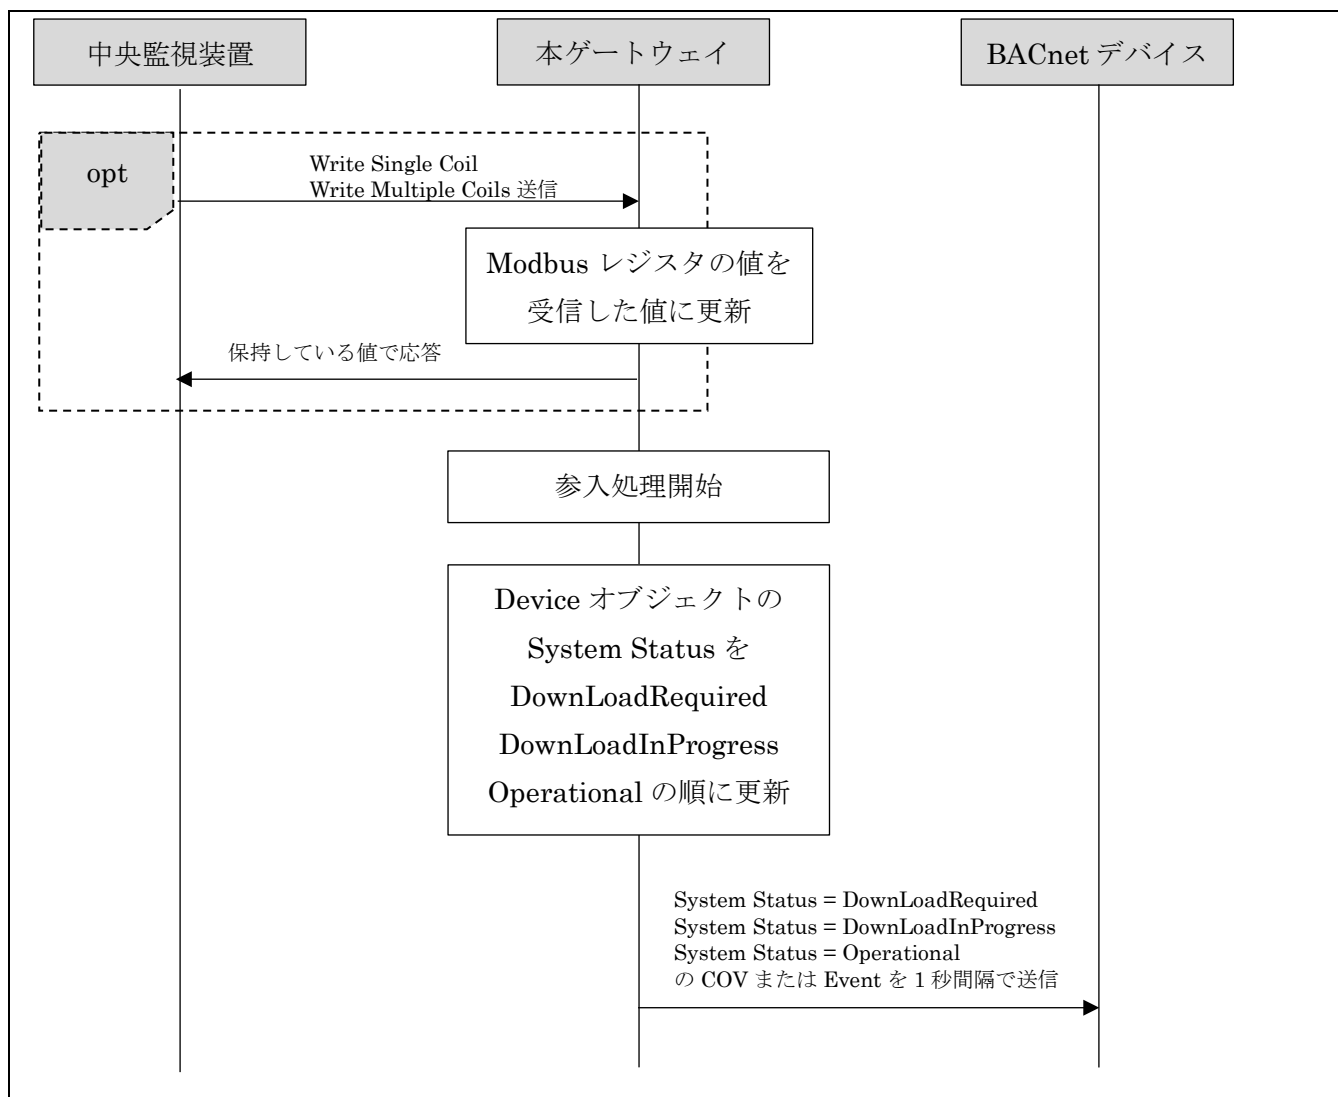 中央監視装置
本ゲートウェイ
BACnet デバイス
opt
Write Single Coil
Write Multiple Coils 送信
Modbus レジスタの値を
受信した値に更新
保持している値で応答
参入処理開始
Device オブジェクトの
System Status を
DownLoadRequired
DownLoadInProgress
Operational の順に更新
System Status = DownLoadRequired
System Status = DownLoadInProgress
System Status = Operational
の COV または Event を 1 秒間隔で送信